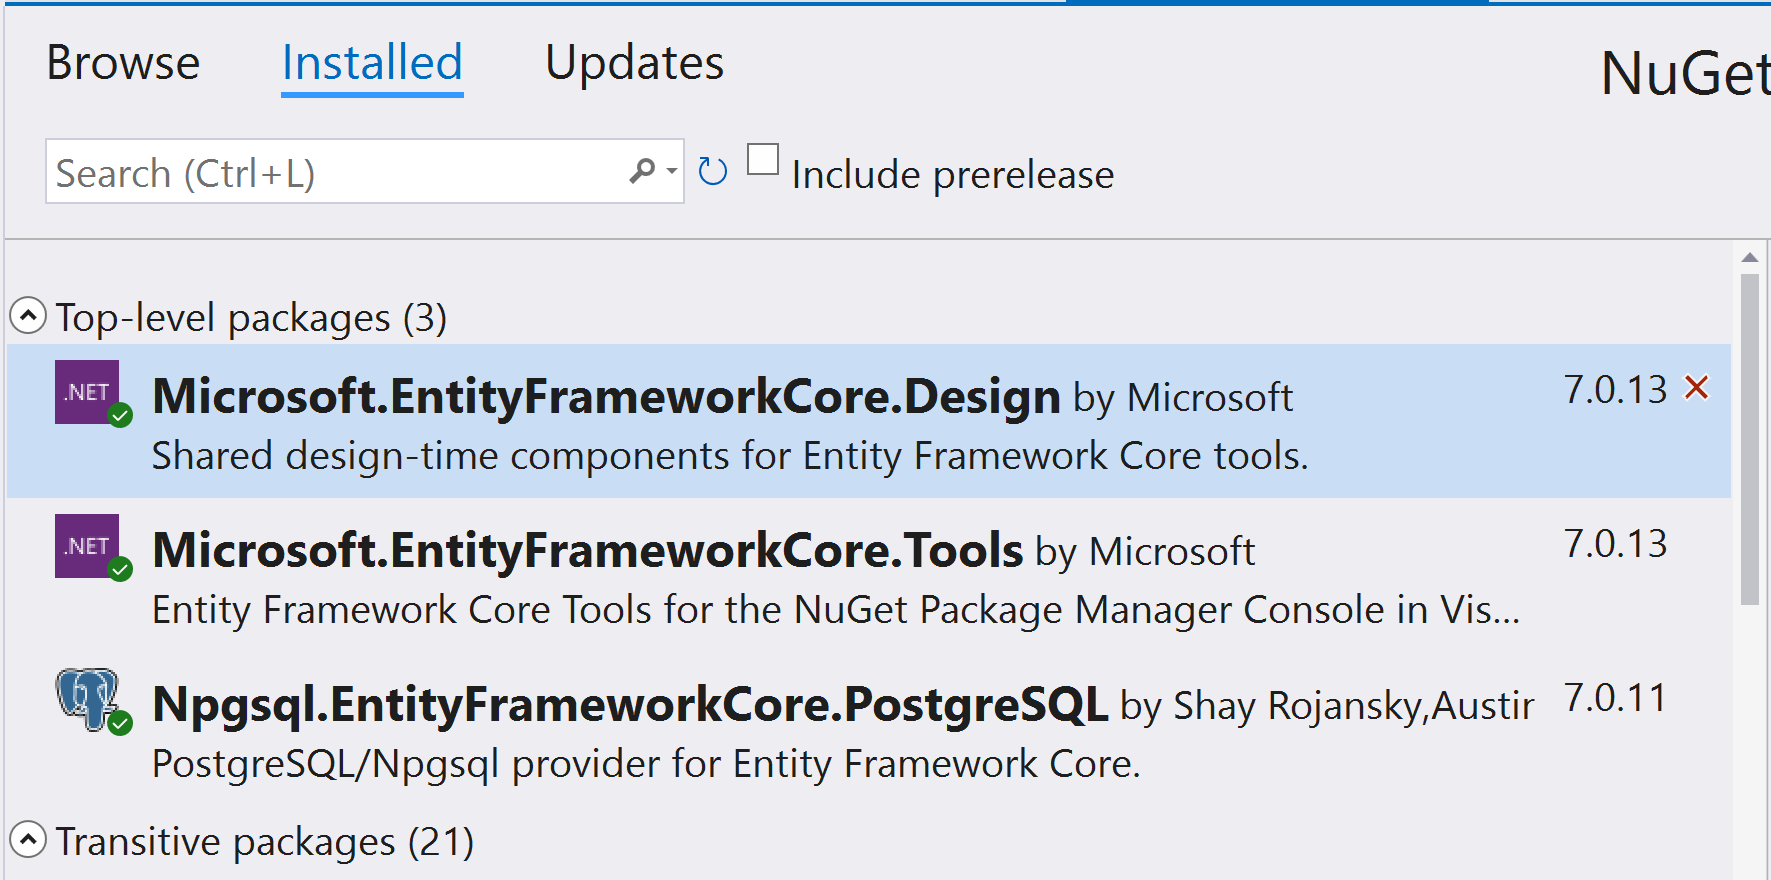 Browse Installed Updates
NuGet
Search (Ctrl+L) Include prerelease
Top-level packages (3)
.NET Microsoft.EntityFrameworkCore.Design by Microsoft 7.0.13
Shared design-time components for Entity Framework Core tools.
.NET Microsoft.EntityFrameworkCore.Tools by Microsoft 7.0.13
Entity Framework Core Tools for the NuGet Package Manager Console in Vis...
Npgsql.EntityFrameworkCore.PostgreSQL by Shay Rojansky,Austin 7.0.11
PostgreSQL/Npgsql provider for Entity Framework Core.
Transitive packages (21)